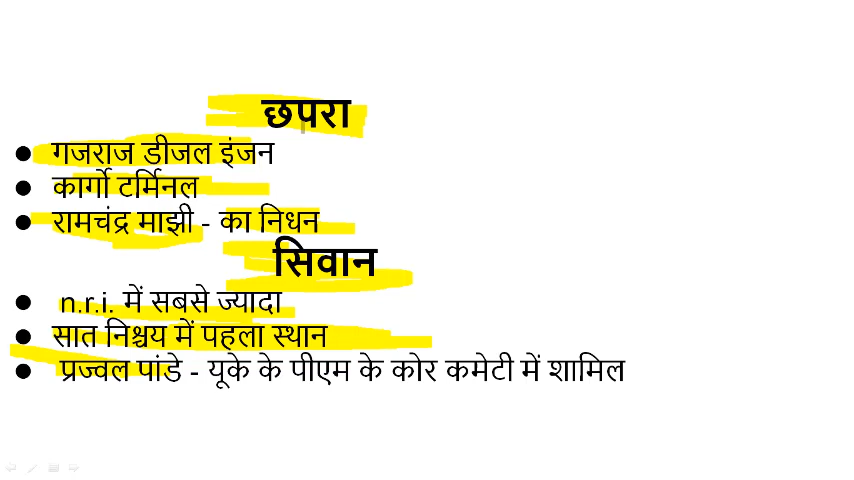 छपरा
● गजराज डीजल इंजन
● कार्गो टर्मिनल
● रामचंद्र माझी - का निधन
सिवान
● n.r.i. में सबसे ज्यादा
● सात निश्चय में पहला स्थान
● प्रज्वल पांडे - यूके के पीएम के कोर कमेटी में शामिल